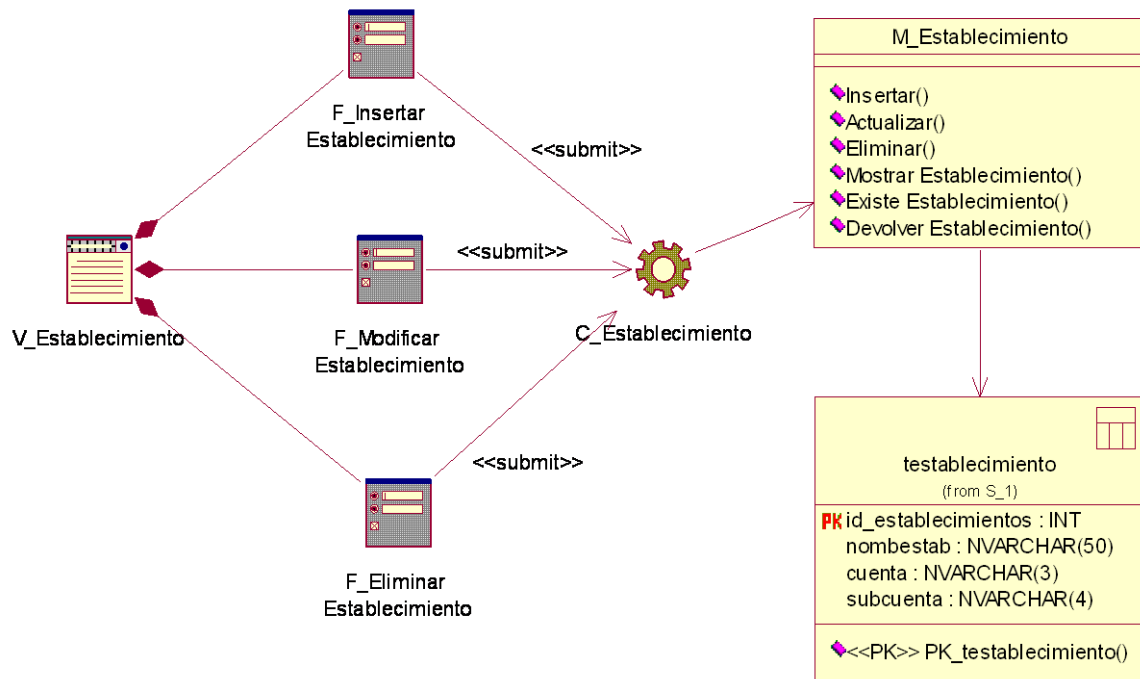 F_Insertar
Establecimiento
<<submit>>
V_Establecimiento
F_Modificar
Establecimiento
<<submit>>
C_Establecimiento
F_Eliminar
Establecimiento
<<submit>>
M_Establecimiento
Insertar()
Actualizar()
Eliminar()
Mostrar Establecimiento()
Existe Establecimiento()
Devolver Establecimiento()
testablecimiento
(from S_1)
PK id_establecimientos : INT
nombestab : NVARCHAR(50)
cuenta : NVARCHAR(3)
subcuenta : NVARCHAR(4)
<<PK>> PK_testablecimiento()